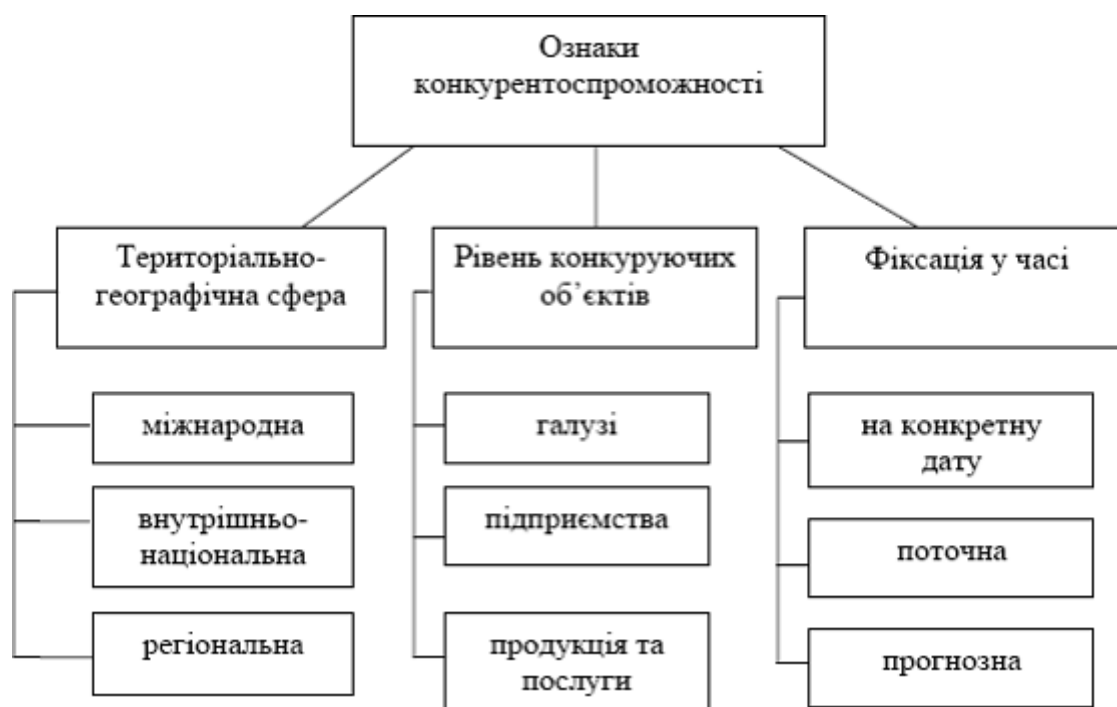 Ознаки
конкурентоспроможності
Територіально-
географічна сфера
міжнародна
внутрішньо-
національна
регіональна
Рівень конкуруючих
об’єктів
галузі
підприємства
продукція та
послуги
Фіксація у часі
на конкретну
дату
поточна
прогнозна